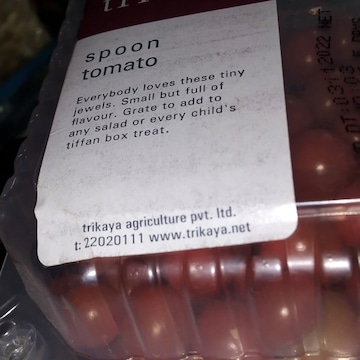 spoon
tomato
Everybody loves these tiny
jewels. Small but full of
flavour. Grate to add to
any salad or every child's
tiffan box treat.
trikaya agriculture pvt. ltd.
t: 22020111 www.trikaya.net